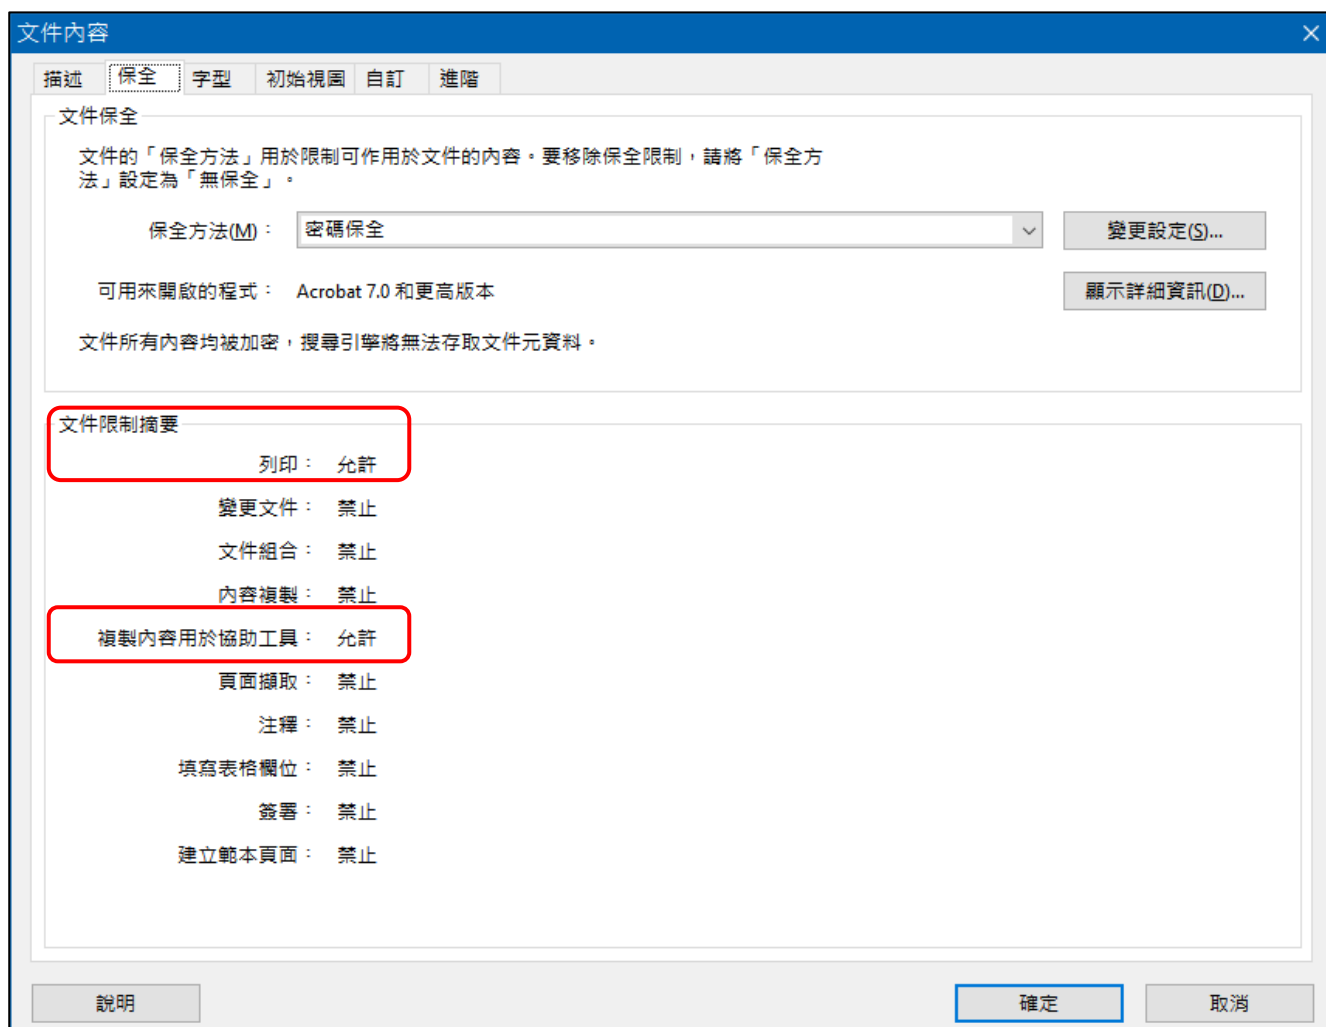 文件內容
描述 保全 字型 初始視圖 自訂 進階
文件保全
文件的「保全方法」用於限制可作用於文件的內容。要移除保全限制，請將「保全方
法」設定為「無保全」。
保全方法(M)： 密碼保全 變更設定(S)...
可用來開啟的程式： Acrobat 7.0 和更高版本 顯示詳細資訊(D)...
文件所有內容均被加密，搜尋引擎將無法存取文件元資料。
文件限制摘要
列印： 允許
變更文件： 禁止
文件組合： 禁止
內容複製： 禁止
複製內容用於協助工具： 允許
頁面擷取： 禁止
注釋： 禁止
填寫表格欄位： 禁止
簽署： 禁止
建立範本頁面： 禁止
說明 確定 取消